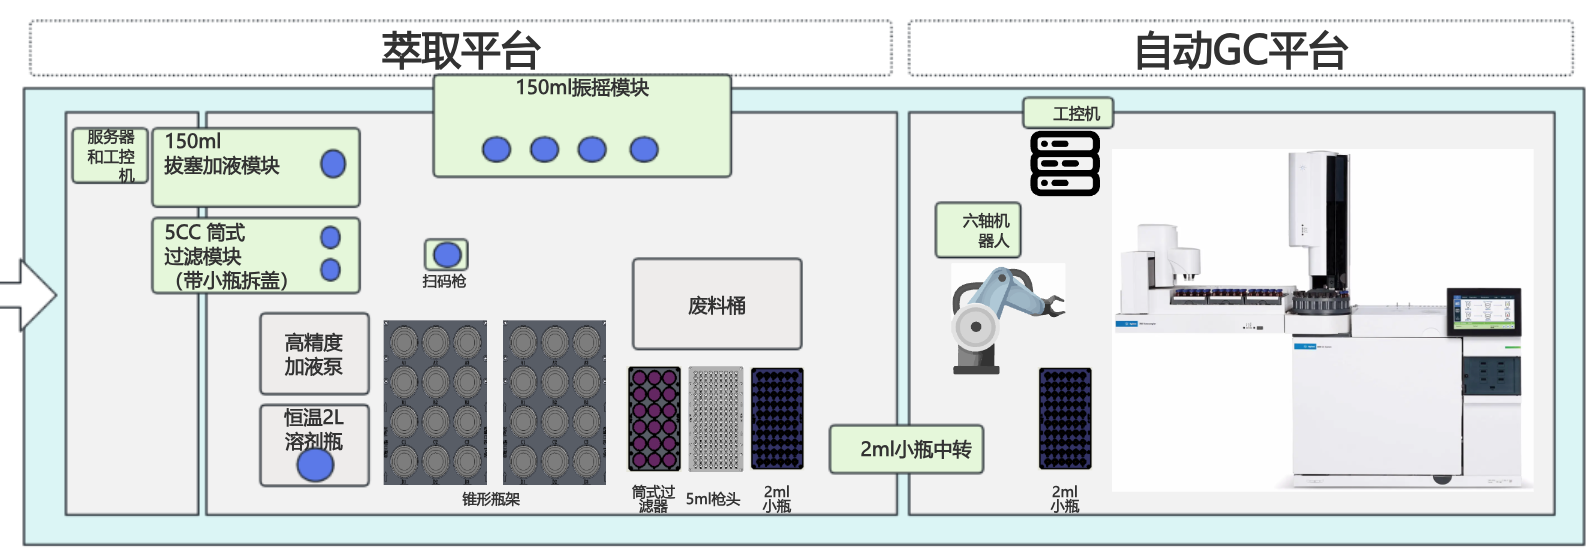 萃取平台
自动GC平台
150ml振摇模块
服务器
和工控
机
150ml
拔塞加液模块
5CC 筒式
过滤模块
（带小瓶拆盖）
扫码枪
高精度
加液泵
恒温2L
溶剂瓶
锥形瓶架
废料桶
筒式过
滤器
5ml枪头
2ml
小瓶
2ml小瓶中转
工控机
六轴机
器人
2ml
小瓶